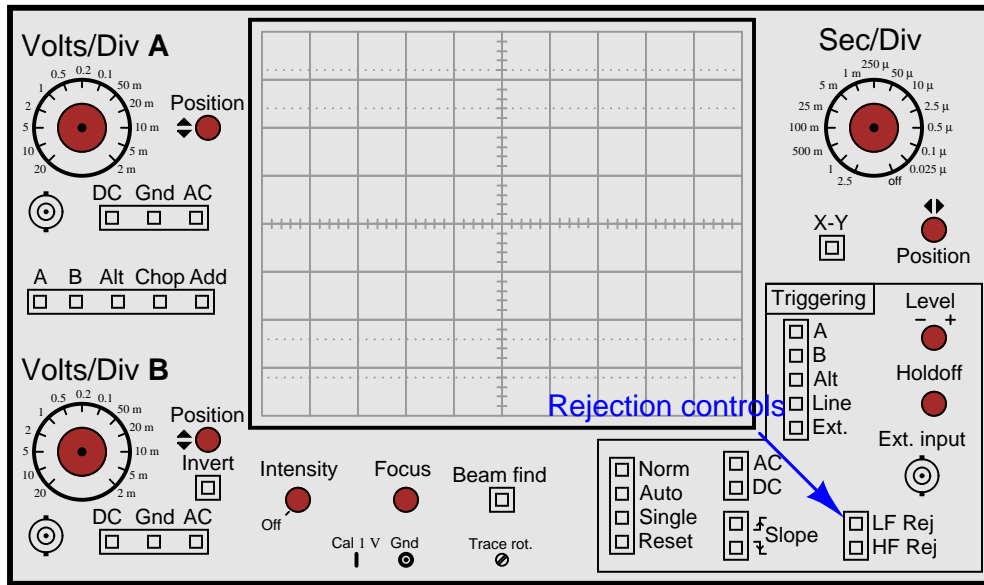 Volts/Div A
0.5 0.2 0.1
1 50 m
2 20 m
5 10 m
10 5 m
20 2 m
Position
DC Gnd AC
A B Alt Chop Add
Volts/Div B
0.5 0.2 0.1
1 50 m
2 20 m
5 10 m
10 5 m
20 2 m
Position
Invert
DC Gnd AC
Intensity
Off
Focus
Beam find
Cal 1 V Gnd
Trace rot.
Sec/Div
250 µ
1 m 50 µ
5 m 10 µ
25 m 2.5 µ
100 m 0.5 µ
500 m 0.1 µ
1 0.025 µ
2.5 off
X-Y
Position
Triggering
A
B
Alt
Line
Ext.
Level
– +
Holdoff
Ext. input
Rejection controls
Norm
Auto
Single
Reset
AC
DC
Slope
LF Rej
HF Rej